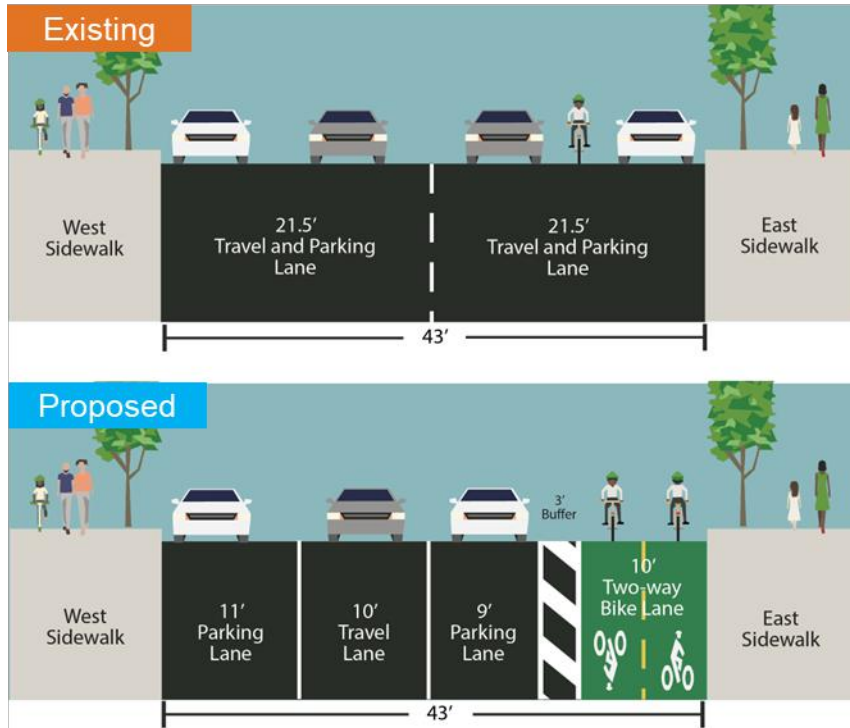 Existing
West
Sidewalk
21.5’
Travel and Parking
Lane
21.5’
Travel and Parking
Lane
East
Sidewalk
43’
Proposed
3’
Buffer
West
Sidewalk
11’
Parking
Lane
10’
Travel
Lane
9’
Parking
Lane
10’
Two-way
Bike Lane
East
Sidewalk
43’